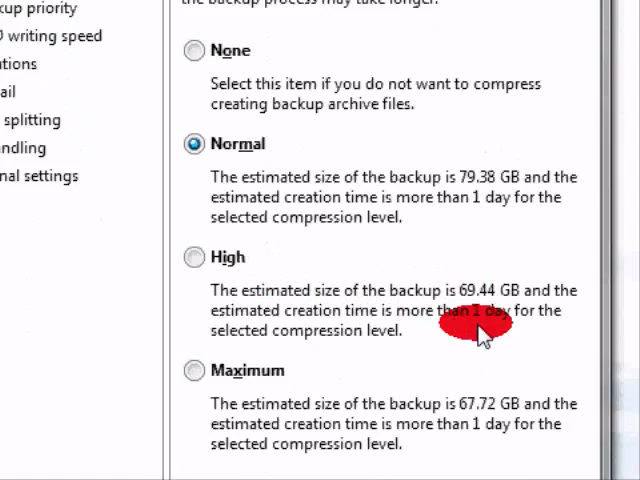 the backup process may take longer.
kup priority
None
D writing speed
Select this item if you do not want to compress
tions
creating backup archive files.
ail
splitting
Normal
ndling
The estimated size of the backup is 79.38 GB and the
nal settings
estimated creation time is more than 1 day for the
selected compression level.
High
The estimated size of the backup is 69.44 GB and the
estimated creation time is more than 1 day for the
selected compression level.
Maximum
The estimated size of the backup is 67.72 GB and the
estimated creation time is more than 1 day for the
selected compression level.